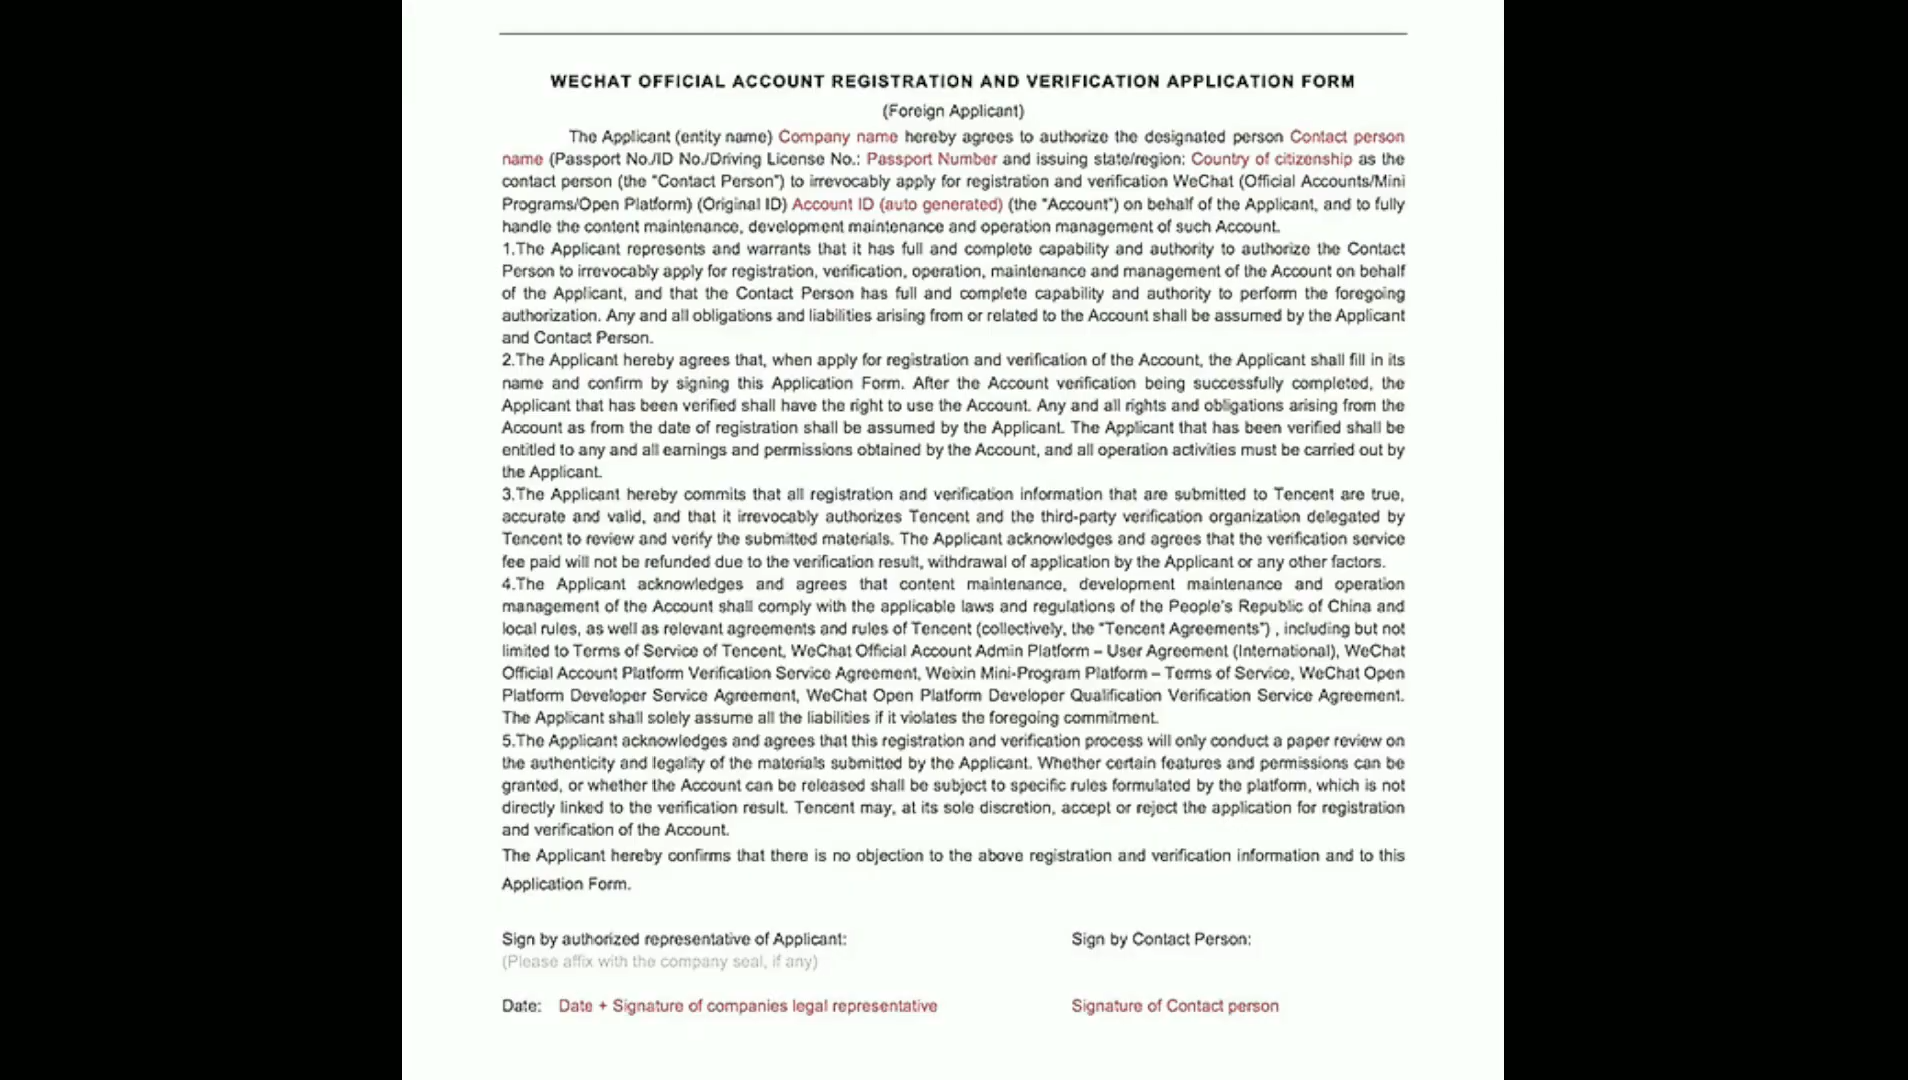 WECHAT OFFICIAL ACCOUNT REGISTRATION AND VERIFICATION APPLICATION FORM
(Foreign Applicant)
The Applicant (entity name) Company name hereby agrees to authorize the designated person Contact person
name (Passport No./ID No./Driving License No.: Passport Number and issuing state/region: Country of citizenship as the
contact person (the "Contact Person") to irrevocably apply for registration and verification WeChat (Official Accounts/Mini
Programs/Open Platform) (Original ID) Account ID (auto generated) (the "Account") on behalf of the Applicant, and to fully
handle the content maintenance, development maintenance and operation management of such Account.
1.The Applicant represents and warrants that it has full and complete capability and authority to authorize the Contact
Person to irrevocably apply for registration, verification, operation, maintenance and management of the Account on behalf
of the Applicant, and that the Contact Person has full and complete capability and authority to perform the foregoing
authorization. Any and all obligations and liabilities arising from or related to the Account shall be assumed by the Applicant
and Contact Person.
2.The Applicant hereby agrees that, when apply for registration and verification of the Account, the Applicant shall fill in its
name and confirm by signing this Application Form. After the Account verification being successfully completed, the
Applicant that has been verified shall have the right to use the Account. Any and all rights and obligations arising from the
Account as from the date of registration shall be assumed by the Applicant. The Applicant that has been verified shall be
entitled to any and all earnings and permissions obtained by the Account, and all operation activities must be carried out by
the Applicant.
3.The Applicant hereby commits that all registration and verification information that are submitted to Tencent are true,
accurate and valid, and that it irrevocably authorizes Tencent and the third-party verification organization delegated by
Tencent to review and verify the submitted materials. The Applicant acknowledges and agrees that the verification service
fee paid will not be refunded due to the verification result, withdrawal of application by the Applicant or any other factors.
4.The Applicant acknowledges and agrees that content maintenance, development maintenance and operation
management of the Account shall comply with the applicable laws and regulations of the People's Republic of China and
local rules, as well as relevant agreements and rules of Tencent (collectively, the "Tencent Agreements") , including but not
limited to Terms of Service of Tencent, WeChat Official Account Admin Platform – User Agreement (International), WeChat
Official Account Platform Verification Service Agreement, Weixin Mini-Program Platform – Terms of Service, WeChat Open
Platform Developer Service Agreement, WeChat Open Platform Developer Qualification Verification Service Agreement.
The Applicant shall solely assume all the liabilities if it violates the foregoing commitment.
5.The Applicant acknowledges and agrees that this registration and verification process will only conduct a paper review on
the authenticity and legality of the materials submitted by the Applicant. Whether certain features and permissions can be
granted, or whether the Account can be released shall be subject to specific rules formulated by the platform, which is not
directly linked to the verification result. Tencent may, at its sole discretion, accept or reject the application for registration
and verification of the Account.
The Applicant hereby confirms that there is no objection to the above registration and verification information and to this
Application Form.
Sign by authorized representative of Applicant: Sign by Contact Person:
(Please affix with the company seal, if any)
Date: Date + Signature of companies legal representative Signature of Contact person